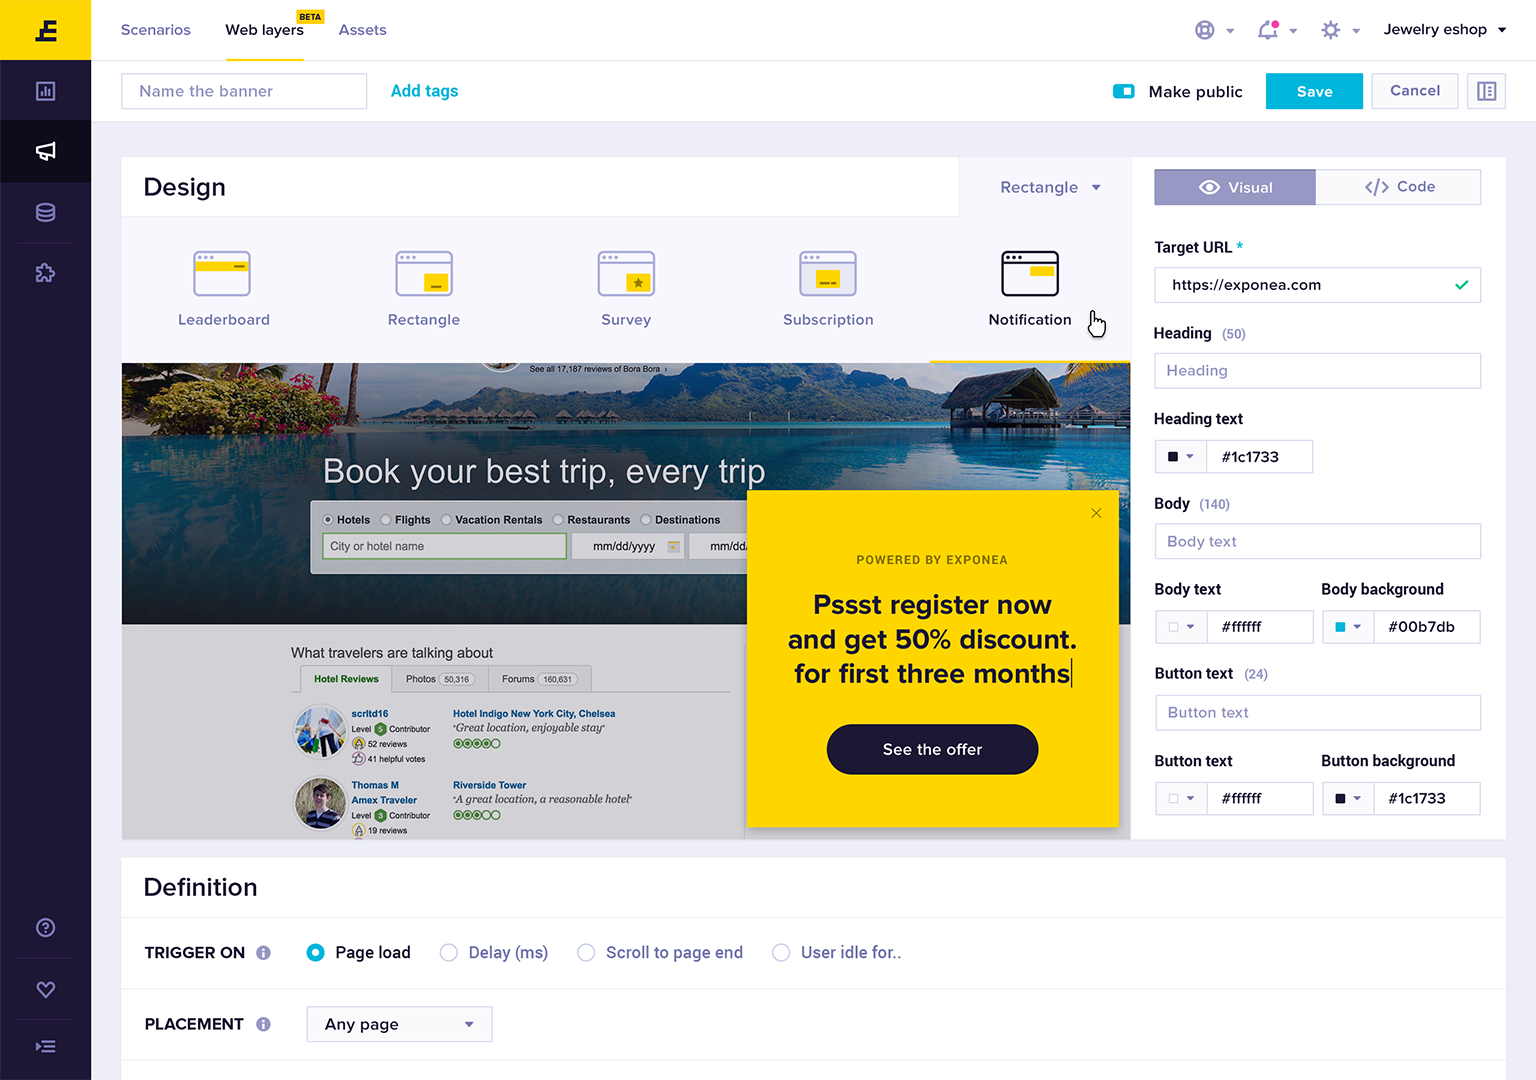 Scenarios
Web layers
BETA
Assets
Jewelry eshop
Name the banner
Add tags
Make public
Save
Cancel
Design
Rectangle
Leaderboard
Rectangle
Survey
Subscription
Notification
See all 17,187 reviews of Bora Bora ›
Book your best trip, every trip
Hotels
Flights
Vacation Rentals
Restaurants
Destinations
City or hotel name
mm/dd/yyyy
mm/dd/
What travelers are talking about
Hotel Reviews
Photos 50,316
Forums 160,631
scrltd16
Level 5 Contributor
52 reviews
41 helpful votes
Hotel Indigo New York City, Chelsea
"Great location, enjoyable stay"
Thomas M
Amex Traveler
Level 3 Contributor
19 reviews
Riverside Tower
"A great location, a reasonable hotel"
POWERED BY EXPONEA
Pssst register now
and get 50% discount.
for first three months
See the offer
Visual
</> Code
Target URL *
https://exponea.com
Heading (50)
Heading
Heading text
#1c1733
Body (140)
Body text
Body text
#ffffff
Body background
#00b7db
Button text (24)
Button text
Button text
#ffffff
Button background
#1c1733
Definition
TRIGGER ON
Page load
Delay (ms)
Scroll to page end
User idle for..
PLACEMENT
Any page